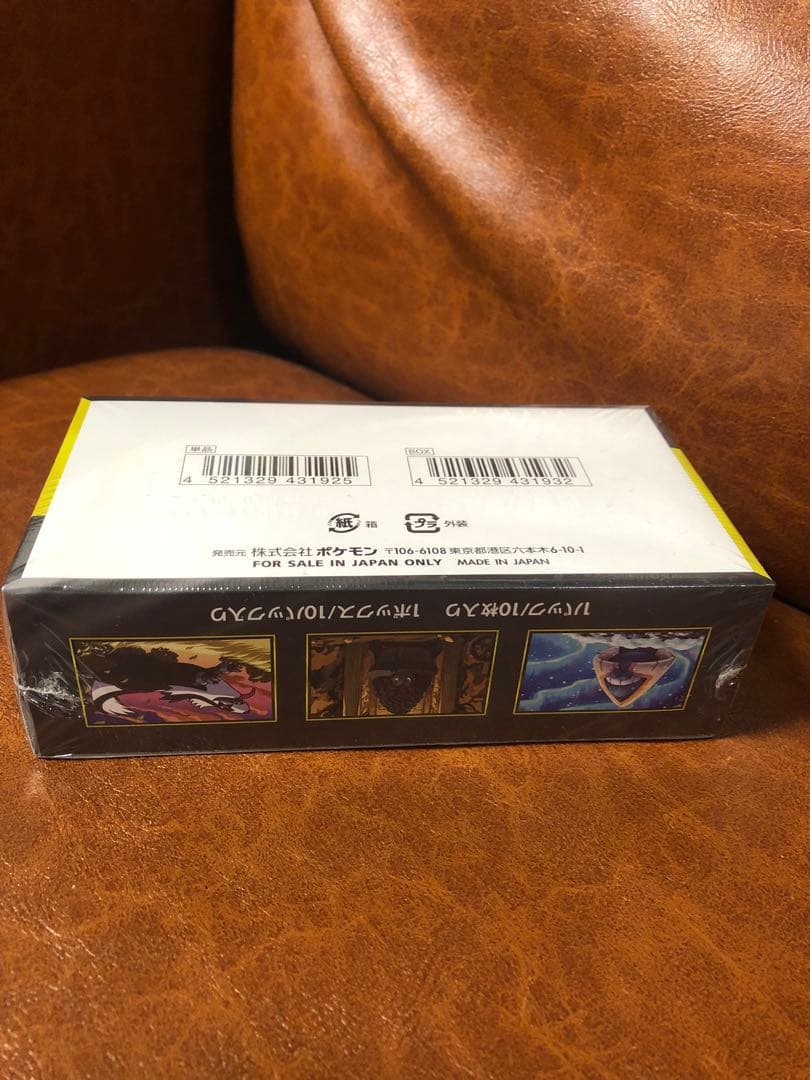 単品
4 521329 431925
BOX
4 521329 431932
紙 箱
プラ 外装
発売元 株式会社ポケモン 〒106-6108 東京都港区六本木6-10-1
FOR SALE IN JAPAN ONLY MADE IN JAPAN
1パック/10枚入り 1ボックス/10パック入り